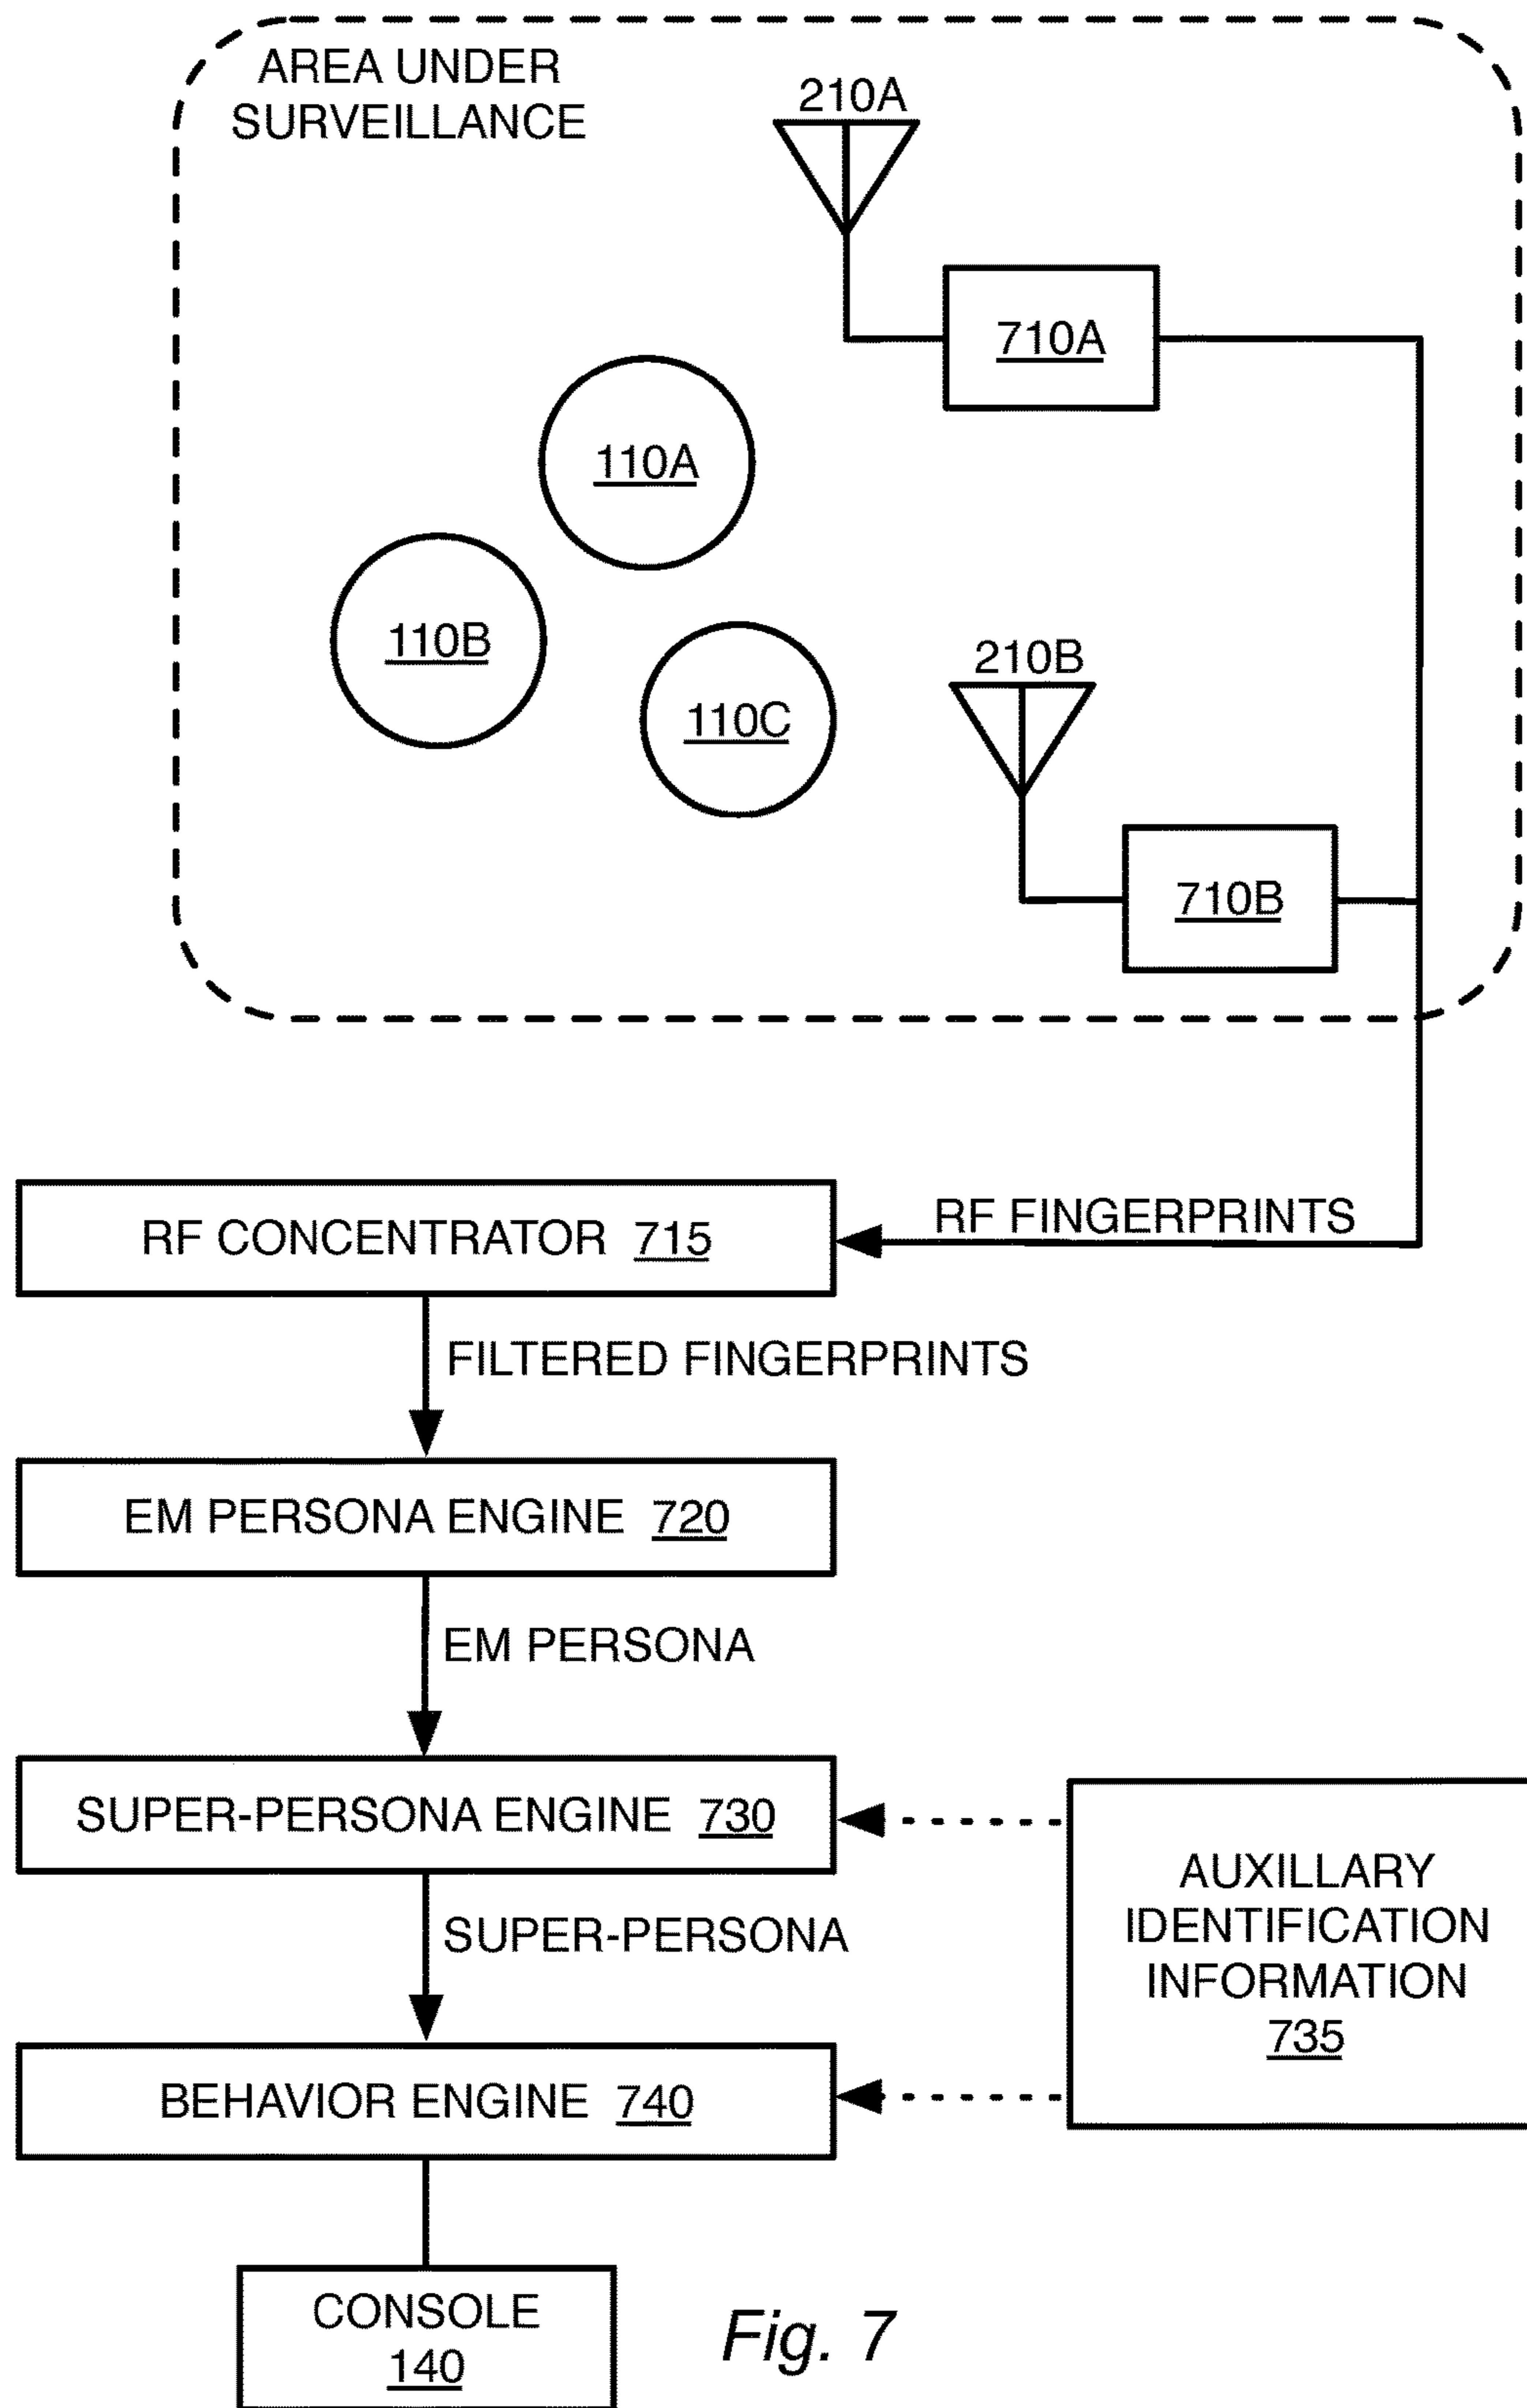 AREA UNDER
SURVEILLANCE
210A
710A
110A
110B
210B
110C
710B
RF FINGERPRINTS
RF CONCENTRATOR 715
FILTERED FINGERPRINTS
EM PERSONA ENGINE 720
EM PERSONA
SUPER-PERSONA ENGINE 730
AUXILLARY
IDENTIFICATION
INFORMATION
735
SUPER-PERSONA
BEHAVIOR ENGINE 740
CONSOLE
140
Fig. 7